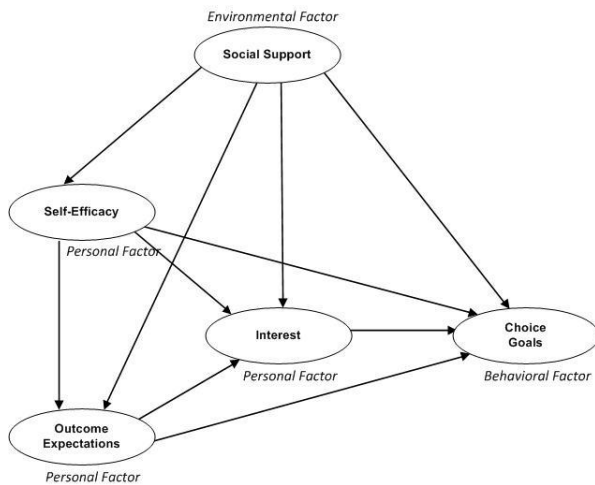 Environmental Factor
Social Support
Self-Efficacy
Personal Factor
Interest
Personal Factor
Choice
Goals
Behavioral Factor
Outcome
Expectations
Personal Factor